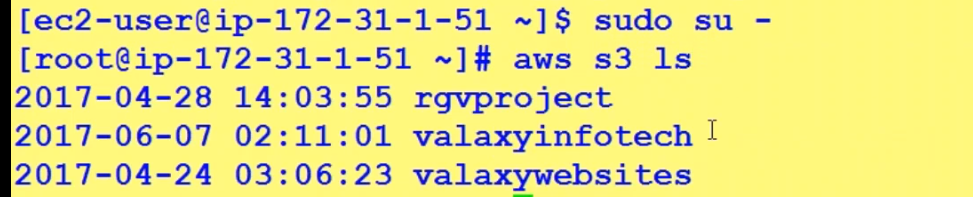 [ec2-user@ip-172-31-1-51 ~]$ sudo su -
[root@ip-172-31-1-51 ~]# aws s3 ls
2017-04-28 14:03:55 rgvproject
2017-06-07 02:11:01 valaxyinfotech
2017-04-24 03:06:23 valaxywebsites